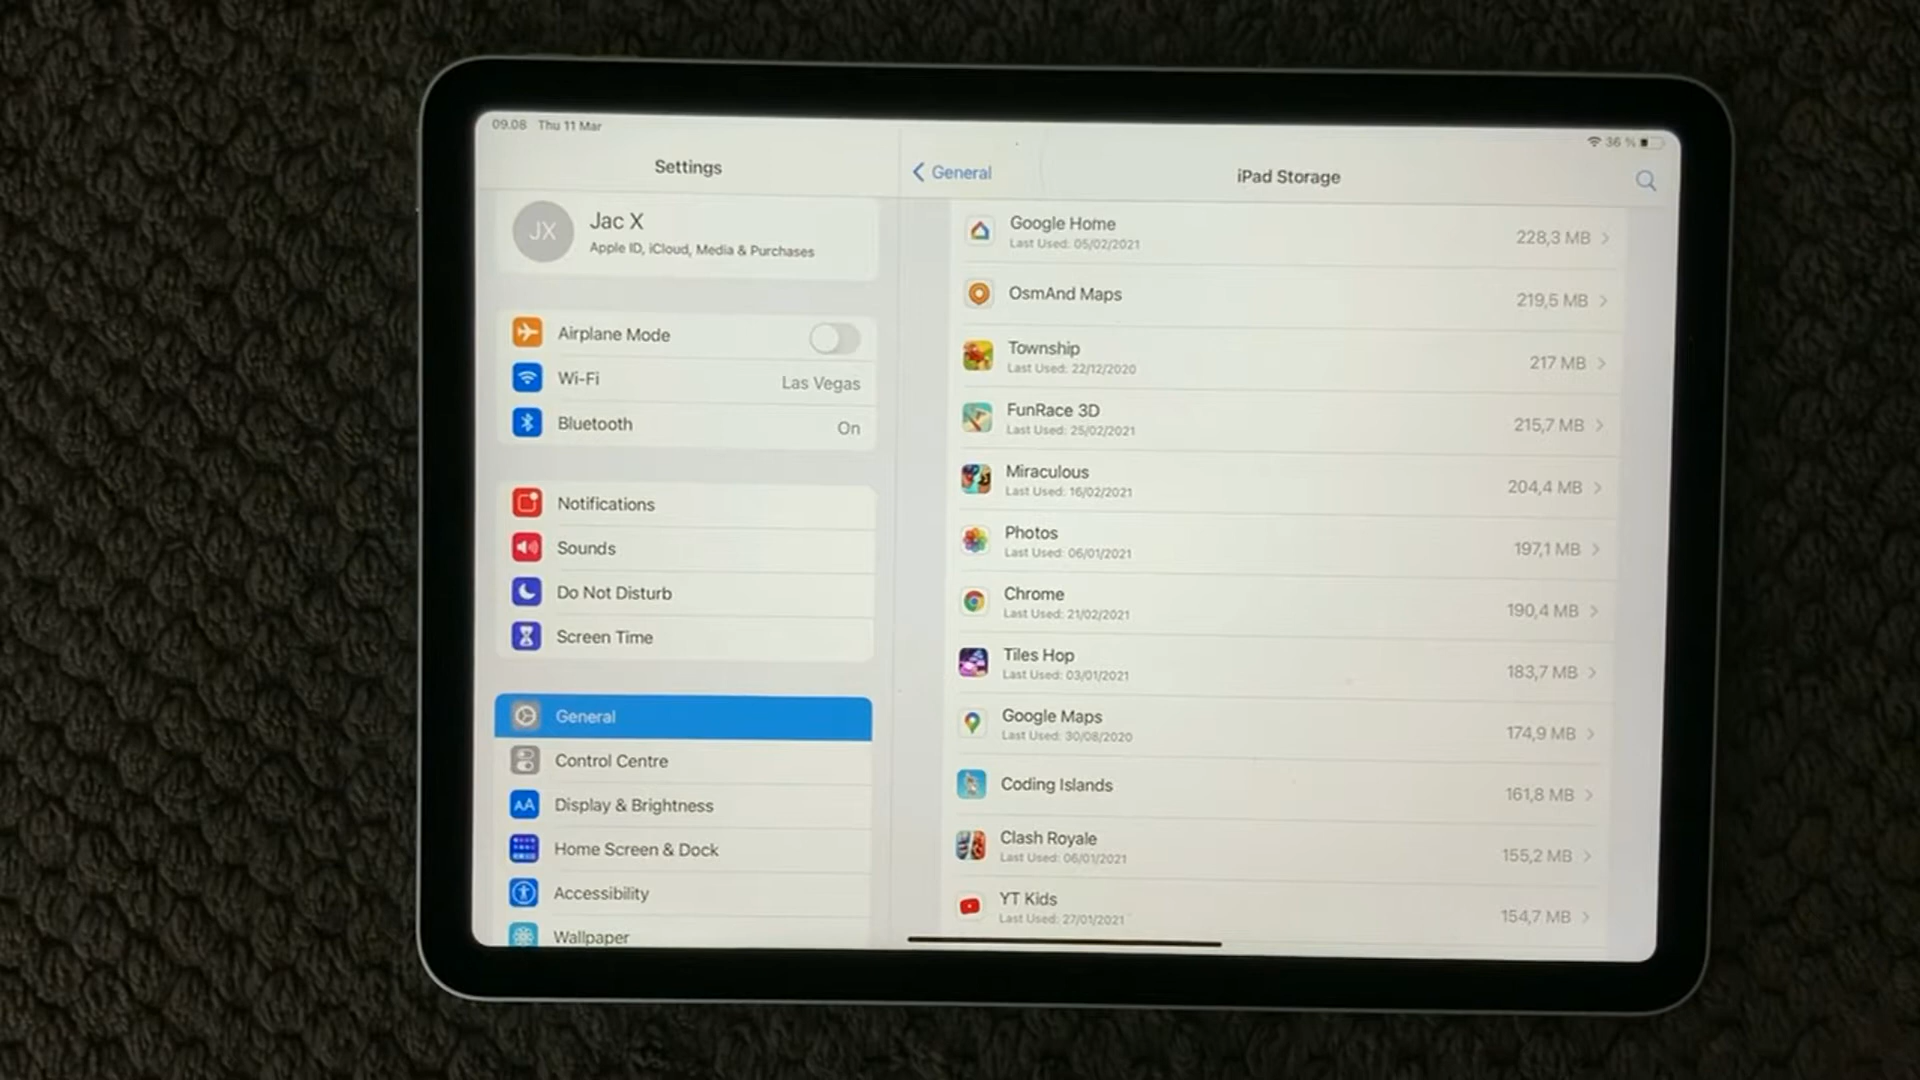 09.08 Thu 11 Mar
36 %
Settings
JX
Jac X
Apple ID, iCloud, Media & Purchases
Airplane Mode
Wi-Fi
Las Vegas
Bluetooth
On
Notifications
Sounds
Do Not Disturb
Screen Time
General
Control Centre
AA
Display & Brightness
Home Screen & Dock
Accessibility
Wallpaper
General
iPad Storage
Google Home
228,3 MB
Last Used: 05/02/2021
OsmAnd Maps
219,5 MB
Township
217 MB
Last Used: 22/12/2020
FunRace 3D
215,7 MB
Last Used: 25/02/2021
Miraculous
204,4 MB
Last Used: 16/02/2021
Photos
197,1 MB
Last Used: 06/01/2021
Chrome
190,4 MB
Last Used: 21/02/2021
Tiles Hop
183,7 MB
Last Used: 03/01/2021
Google Maps
174,9 MB
Last Used: 30/08/2020
Coding Islands
161,8 MB
Clash Royale
155,2 MB
Last Used: 06/01/2021
YT Kids
154,7 MB
Last Used: 27/01/2021